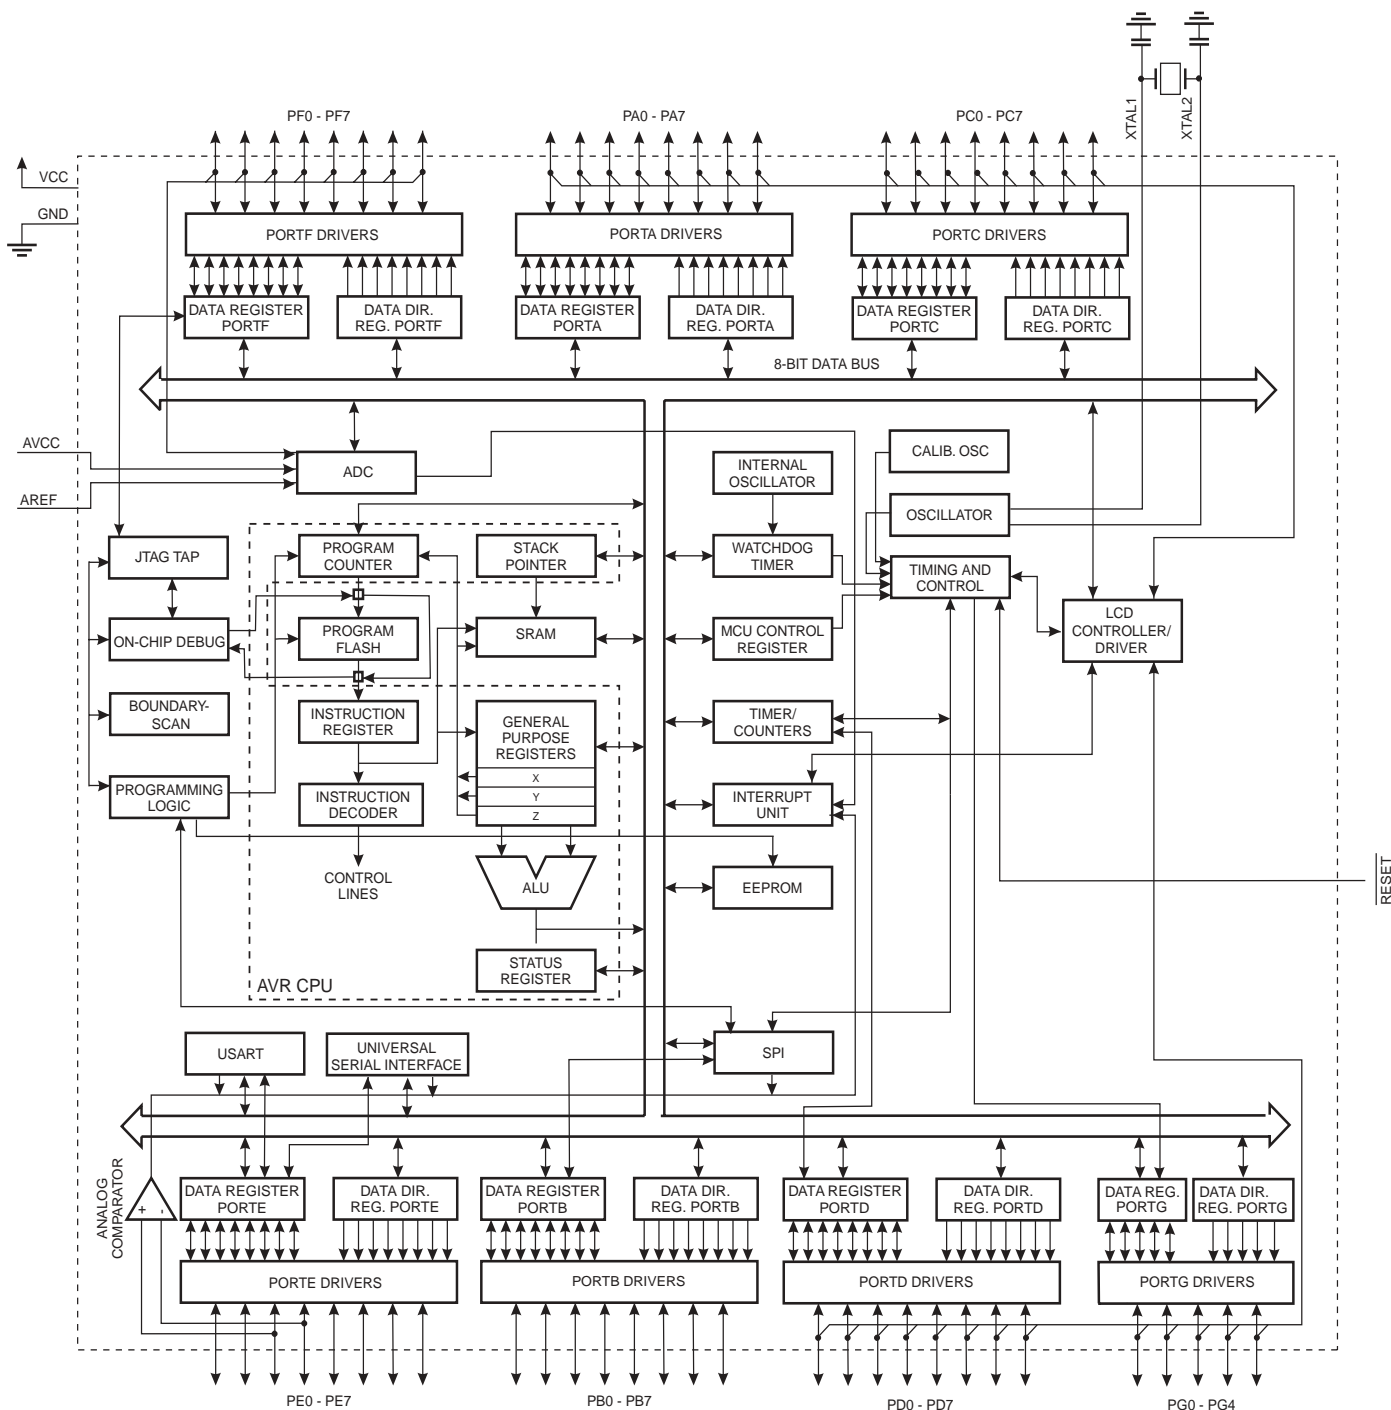 XTAL1
XTAL2
PF0 - PF7
PA0 - PA7
PC0 - PC7
VCC
GND
PORTF DRIVERS
PORTA DRIVERS
PORTC DRIVERS
DATA REGISTER
PORTF
DATA DIR.
REG. PORTF
DATA REGISTER
PORTA
DATA DIR.
REG. PORTA
DATA REGISTER
PORTC
DATA DIR.
REG. PORTC
8-BIT DATA BUS
AVCC
AREF
ADC
INTERNAL
OSCILLATOR
CALIB. OSC
OSCILLATOR
JTAG TAP
PROGRAM
COUNTER
STACK
POINTER
WATCHDOG
TIMER
TIMING AND
CONTROL
ON-CHIP DEBUG
PROGRAM
FLASH
SRAM
MCU CONTROL
REGISTER
LCD
CONTROLLER/
DRIVER
BOUNDARY-
SCAN
INSTRUCTION
REGISTER
GENERAL
PURPOSE
REGISTERS
X
Y
Z
TIMER/
COUNTERS
PROGRAMMING
LOGIC
INSTRUCTION
DECODER
INTERRUPT
UNIT
CONTROL
LINES
ALU
EEPROM
RESET
STATUS
REGISTER
AVR CPU
USART
UNIVERSAL
SERIAL INTERFACE
SPI
ANALOG
COMPARATOR
+
-
DATA REGISTER
PORTE
DATA DIR.
REG. PORTE
DATA REGISTER
PORTB
DATA DIR.
REG. PORTB
DATA REGISTER
PORTD
DATA DIR.
REG. PORTD
DATA REG.
PORTG
DATA DIR.
REG. PORTG
PORTE DRIVERS
PORTB DRIVERS
PORTD DRIVERS
PORTG DRIVERS
PE0 - PE7
PB0 - PB7
PD0 - PD7
PG0 - PG4